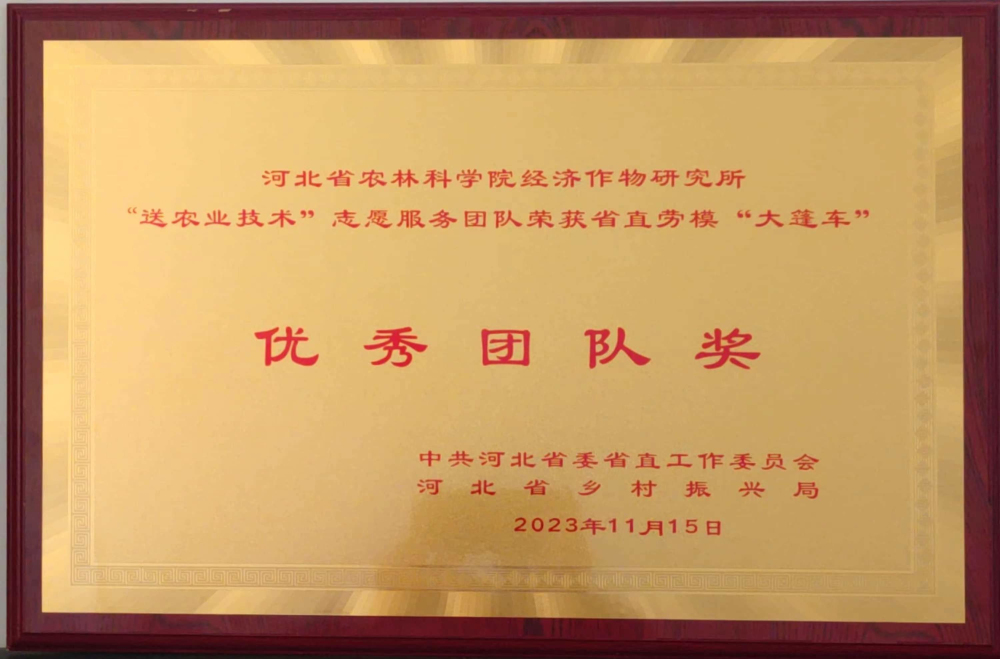 河北省农林科学院经济作物研究所
“送农业技术”志愿服务团队荣获省直劳模“大篷车”
优秀团队奖
中共河北省委省直工作委员会
河北省乡村振兴局
2023年11月15日